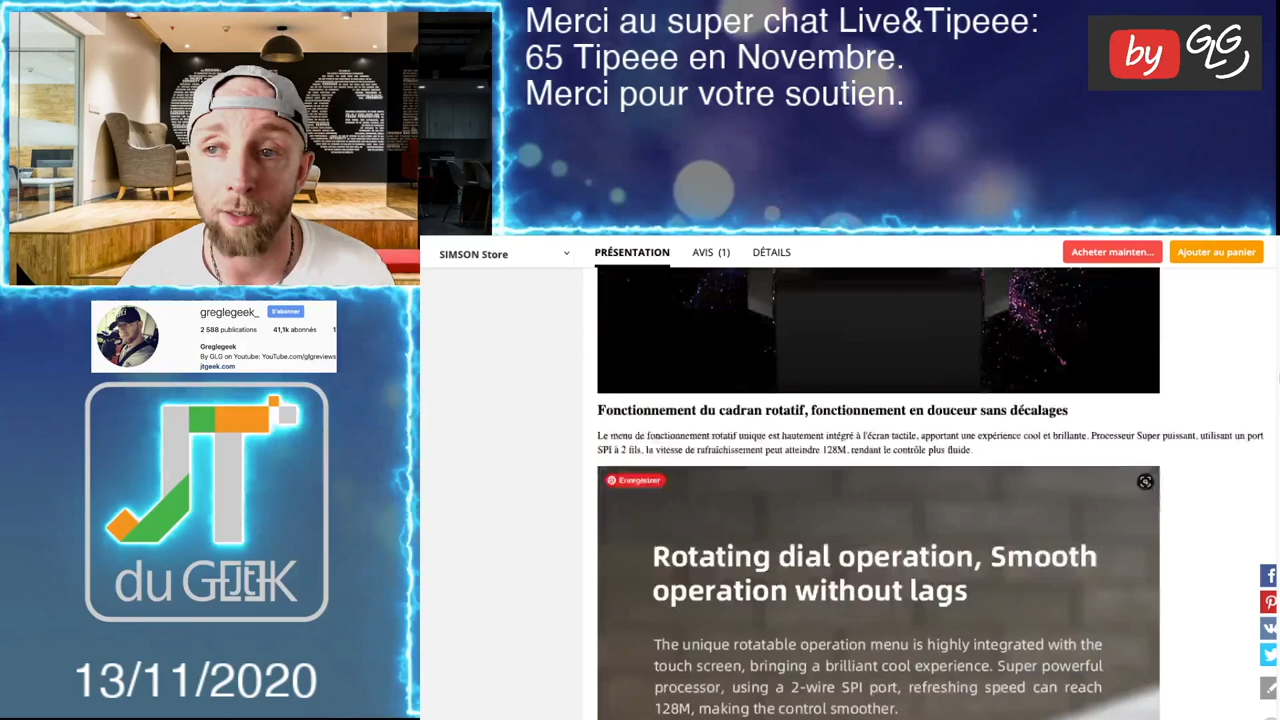 Merci au super chat Live&Tipeee:
65 Tipeee en Novembre.
Merci pour votre soutien.
by GLG
greglegeek_ S'abonner
2 588 publications 41,1k abonnés 1
Greglegeek
By GLG on Youtube: YouTube.com/glgreviews
jtgeek.com
JT
du GEEK
13/11/2020
SIMSON Store
PRÉSENTATION AVIS (1) DÉTAILS
Acheter mainten... Ajouter au panier
Fonctionnement du cadran rotatif, fonctionnement en douceur sans décalages
Le menu de fonctionnement rotatif unique est hautement intégré à l'écran tactile, apportant une expérience cool et brillante. Processeur Super puissant, utilisant un port
SPI à 2 fils, la vitesse de rafraîchissement peut atteindre 128M, rendant le contrôle plus fluide.
Enregistrer
Rotating dial operation, Smooth
operation without lags
The unique rotatable operation menu is highly integrated with the
touch screen, bringing a brilliant cool experience. Super powerful
processor, using a 2-wire SPI port, refreshing speed can reach
128M, making the control smoother.